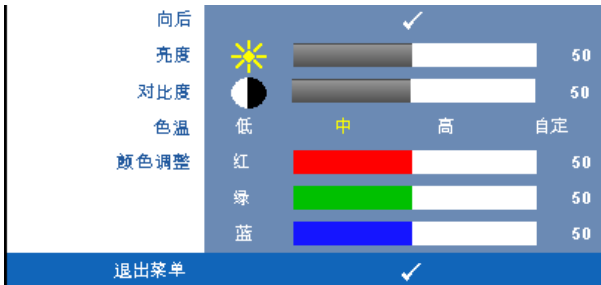 向后
亮度 50
对比度 50
色温 低 中 高 自定
颜色调整 红 50
绿 50
蓝 50
退出菜单